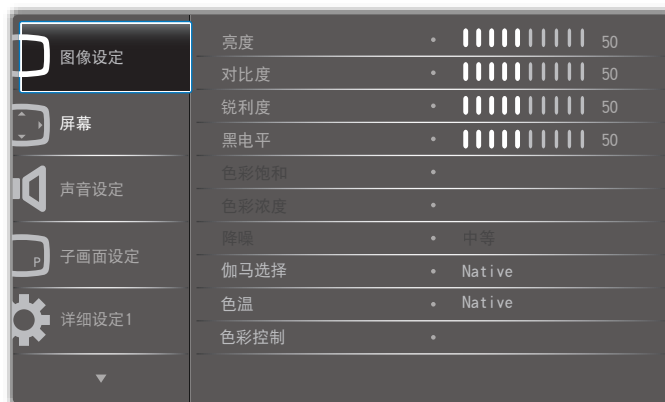 图像设定
屏幕
声音设定
P
子画面设定
详细设定1
亮度 • 50
对比度 • 50
锐利度 • 50
黑电平 • 50
色彩饱和 •
色彩浓度 •
降噪 • 中等
伽马选择 • Native
色温 • Native
色彩控制 •